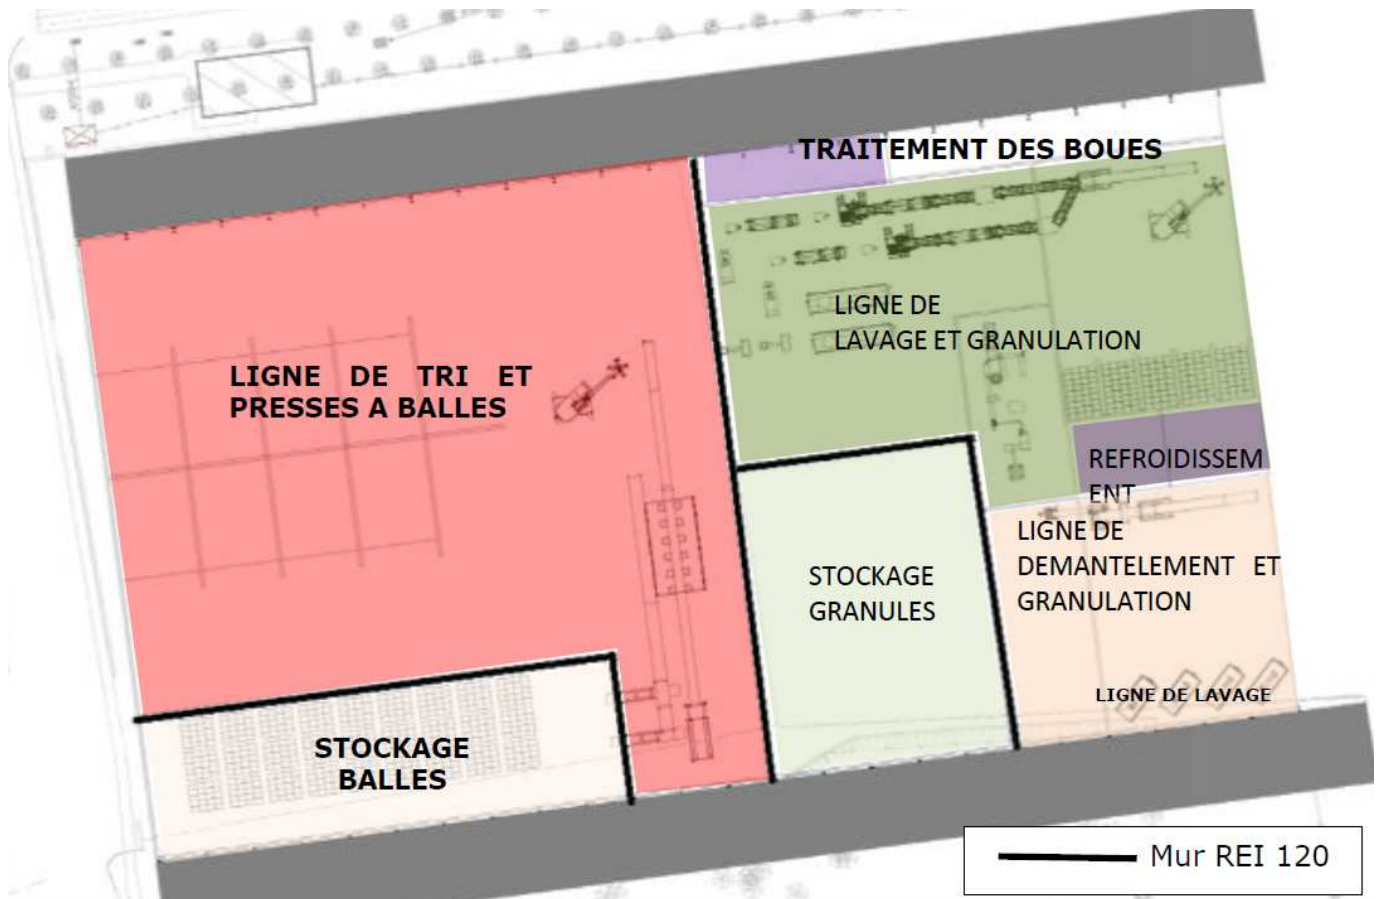 TRAITEMENT DES BOUES
LIGNE DE
LAVAGE ET GRANULATION
LIGNE DE TRI ET
PRESSES A BALLES
REFROIDISSEM
ENT
LIGNE DE
DEMANTELEMENT ET
GRANULATION
STOCKAGE
GRANULES
LIGNE DE LAVAGE
STOCKAGE
BALLES
Mur REI 120